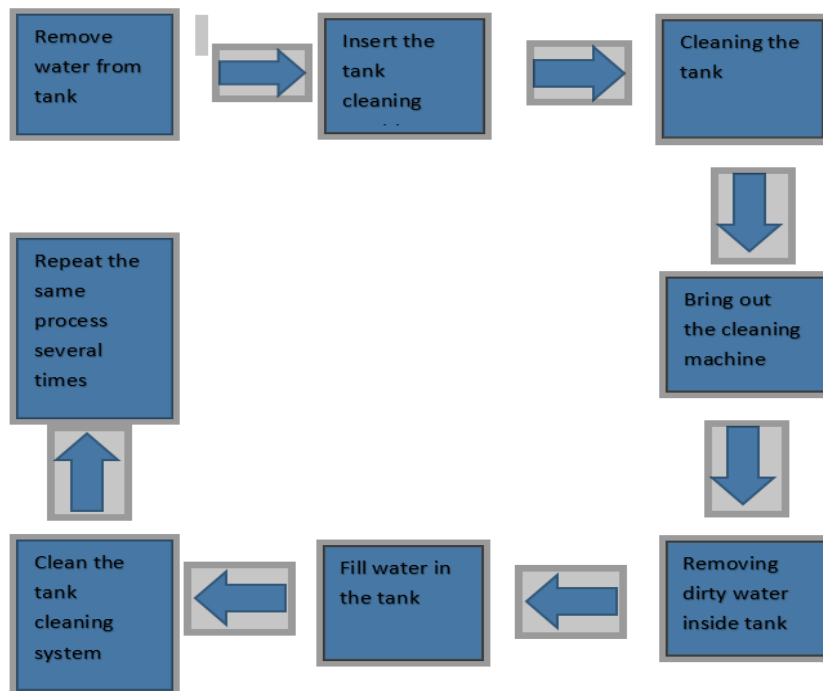 Remove
water from
tank
Insert the
tank
cleaning
Cleaning the
tank
Bring out
the cleaning
machine
Removing
dirty water
inside tank
Fill water in
the tank
Clean the
tank
cleaning
system
Repeat the
same
process
several
times